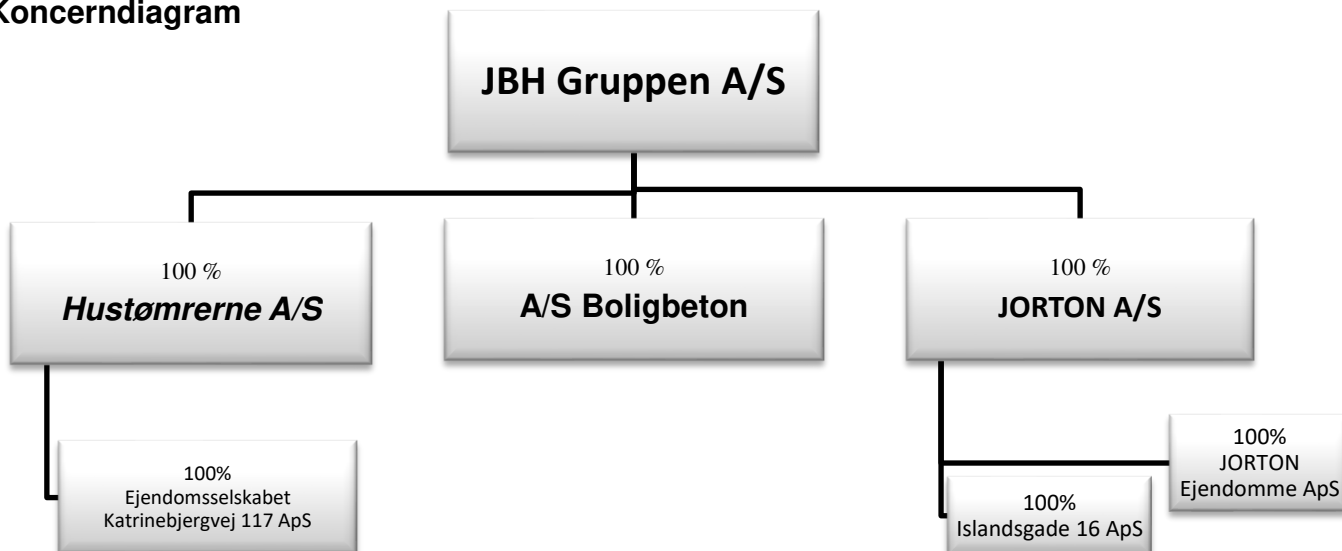 Koncerndiagram
JBH Gruppen A/S
100 %
Hustømrerne A/S
100 %
A/S Boligbeton
100 %
JORTON A/S
100%
Ejendomsselskabet
Katrinebjergvej 117 ApS
100%
Islandsgade 16 ApS
100%
JORTON
Ejendomme ApS